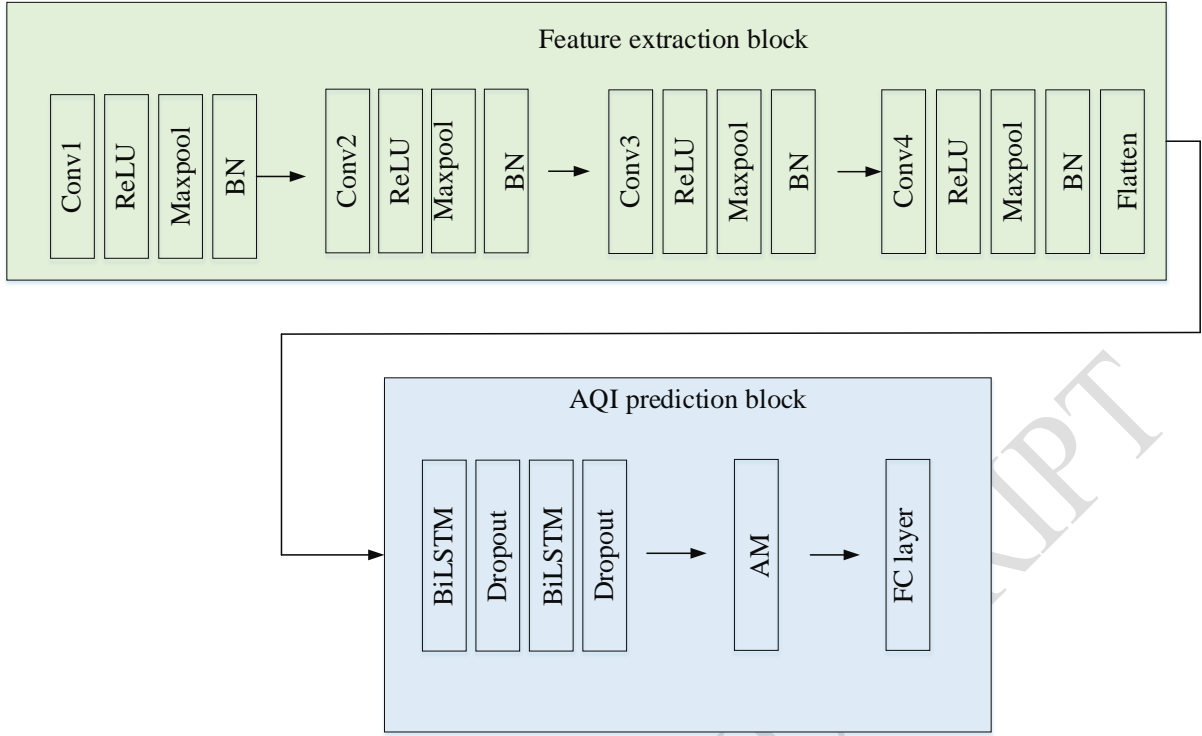 Feature extraction block
Conv1
ReLU
Maxpool
BN
Conv2
ReLU
Maxpool
BN
Conv3
ReLU
Maxpool
BN
Conv4
ReLU
Maxpool
BN
Flatten
AQI prediction block
BiLSTM
Dropout
BiLSTM
Dropout
AM
FC layer